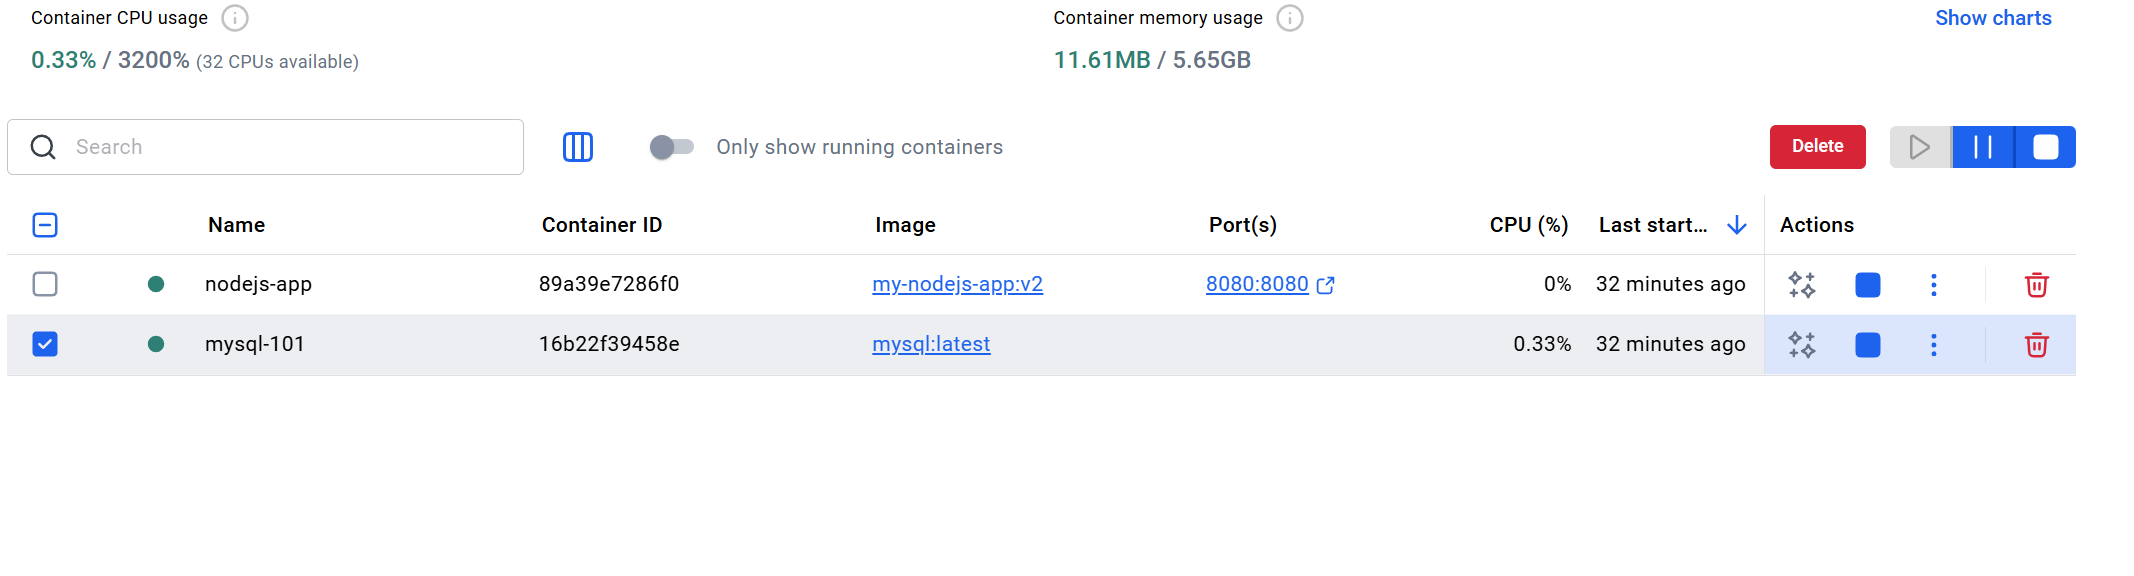 Container CPU usage
0.33% / 3200% (32 CPUs available)
Container memory usage
11.61MB / 5.65GB
Show charts
Search
Only show running containers
Delete
Name Container ID Image Port(s) CPU (%) Last start... Actions
nodejs-app 89a39e7286f0 my-nodejs-app:v2 8080:8080 0% 32 minutes ago
mysql-101 16b22f39458e mysql:latest 0.33% 32 minutes ago